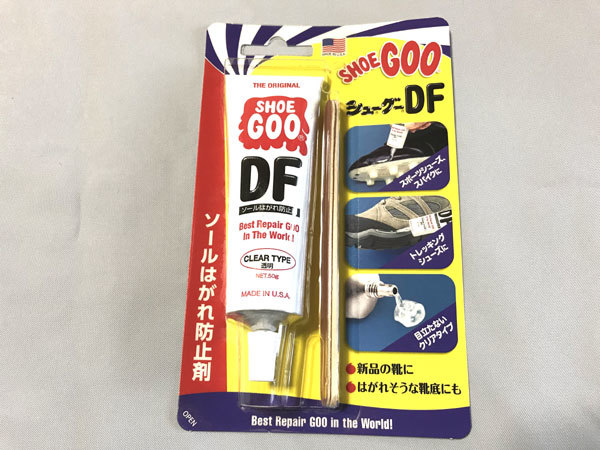 SHOE GOO®
シューグーDF
THE ORIGINAL
SHOE
GOO®
DF
ソールはがれ防止剤
Best Repair GOO
In The World!
CLEAR TYPE
透明
NET.50g
MADE IN U.S.A.
ソールはがれ防止剤
スポーツシューズ、
スパイクに
トレッキング
シューズに
目立たない
クリアタイプ
●新品の靴に
●はがれそうな靴底にも
OPEN
Best Repair GOO in the World!